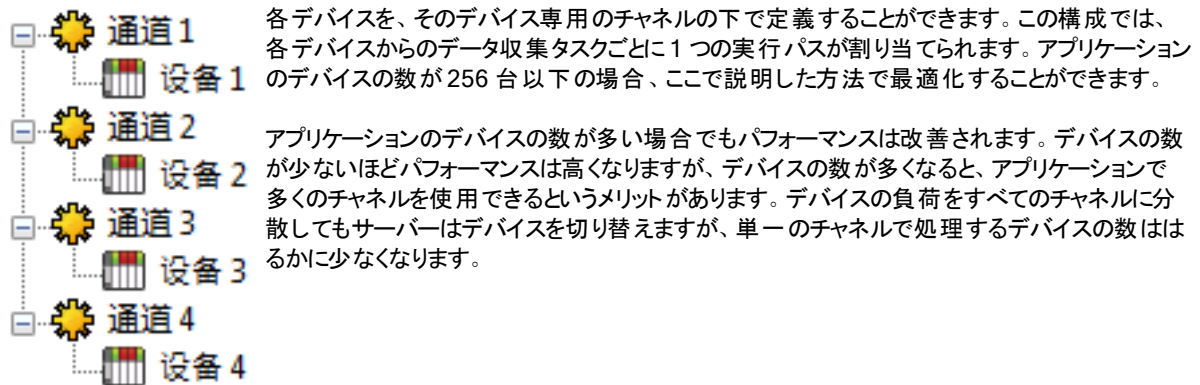 通道 1
设备 1
通道 2
设备 2
通道 3
设备 3
通道 4
设备 4
各デバイスを、そのデバイス専用のチャネルの下で定義することができます。この構成では、
各デバイスからのデータ収集タスクごとに 1 つの実行パスが割り当てられます。アプリケーション
のデバイスの数が 256 台以下の場合、ここで説明した方法で最適化することができます。
アプリケーションのデバイスの数が多い場合でもパフォーマンスは改善されます。デバイスの数
が少ないほどパフォーマンスは高くなりますが、デバイスの数が多くなると、アプリケーションで
多くのチャネルを使用できるというメリットがあります。デバイスの負荷をすべてのチャネルに分
散してもサーバーはデバイスを切り替えますが、単一のチャネルで処理するデバイスの数はは
るかに少なくなります。